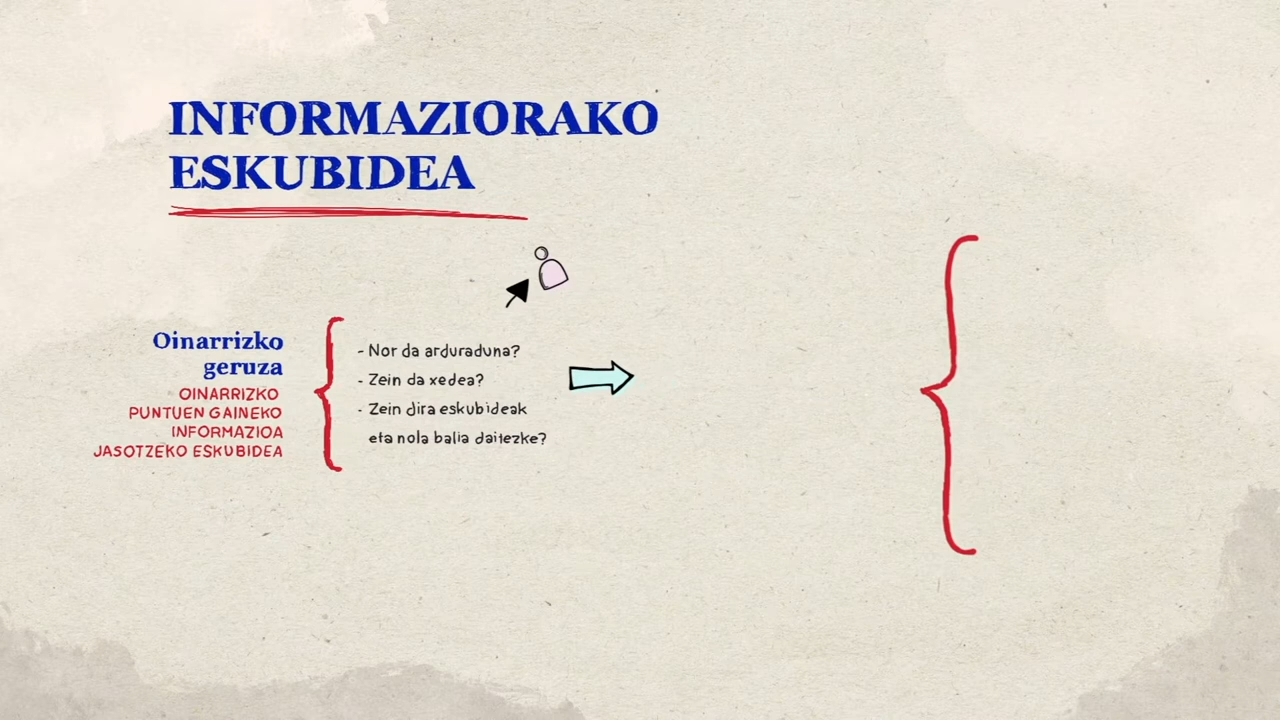 INFORMAZIORAKO
ESKUBIDEA
Oinarrizko
geruza
OINARRIZKO
PUNTUEN GAINEKO
INFORMAZIOA
JASOTZEKO ESKUBIDEA
- Nor da arduraduna?
- Zein da xedea?
- Zein dira eskubideak
eta nola balia daitezke?